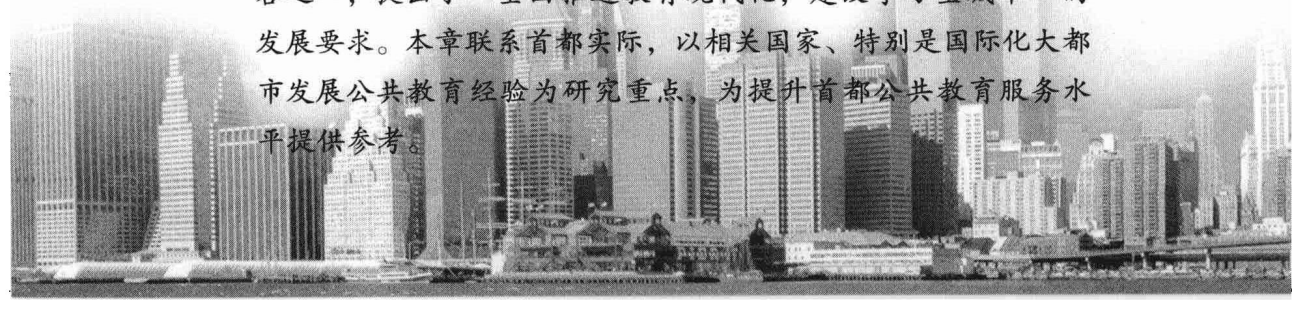 发展要求。本章联系首都实际，以相关国家、特别是国际化大都
市发展公共教育经验为研究重点，为提升首都公共教育服务水
平提供参考。